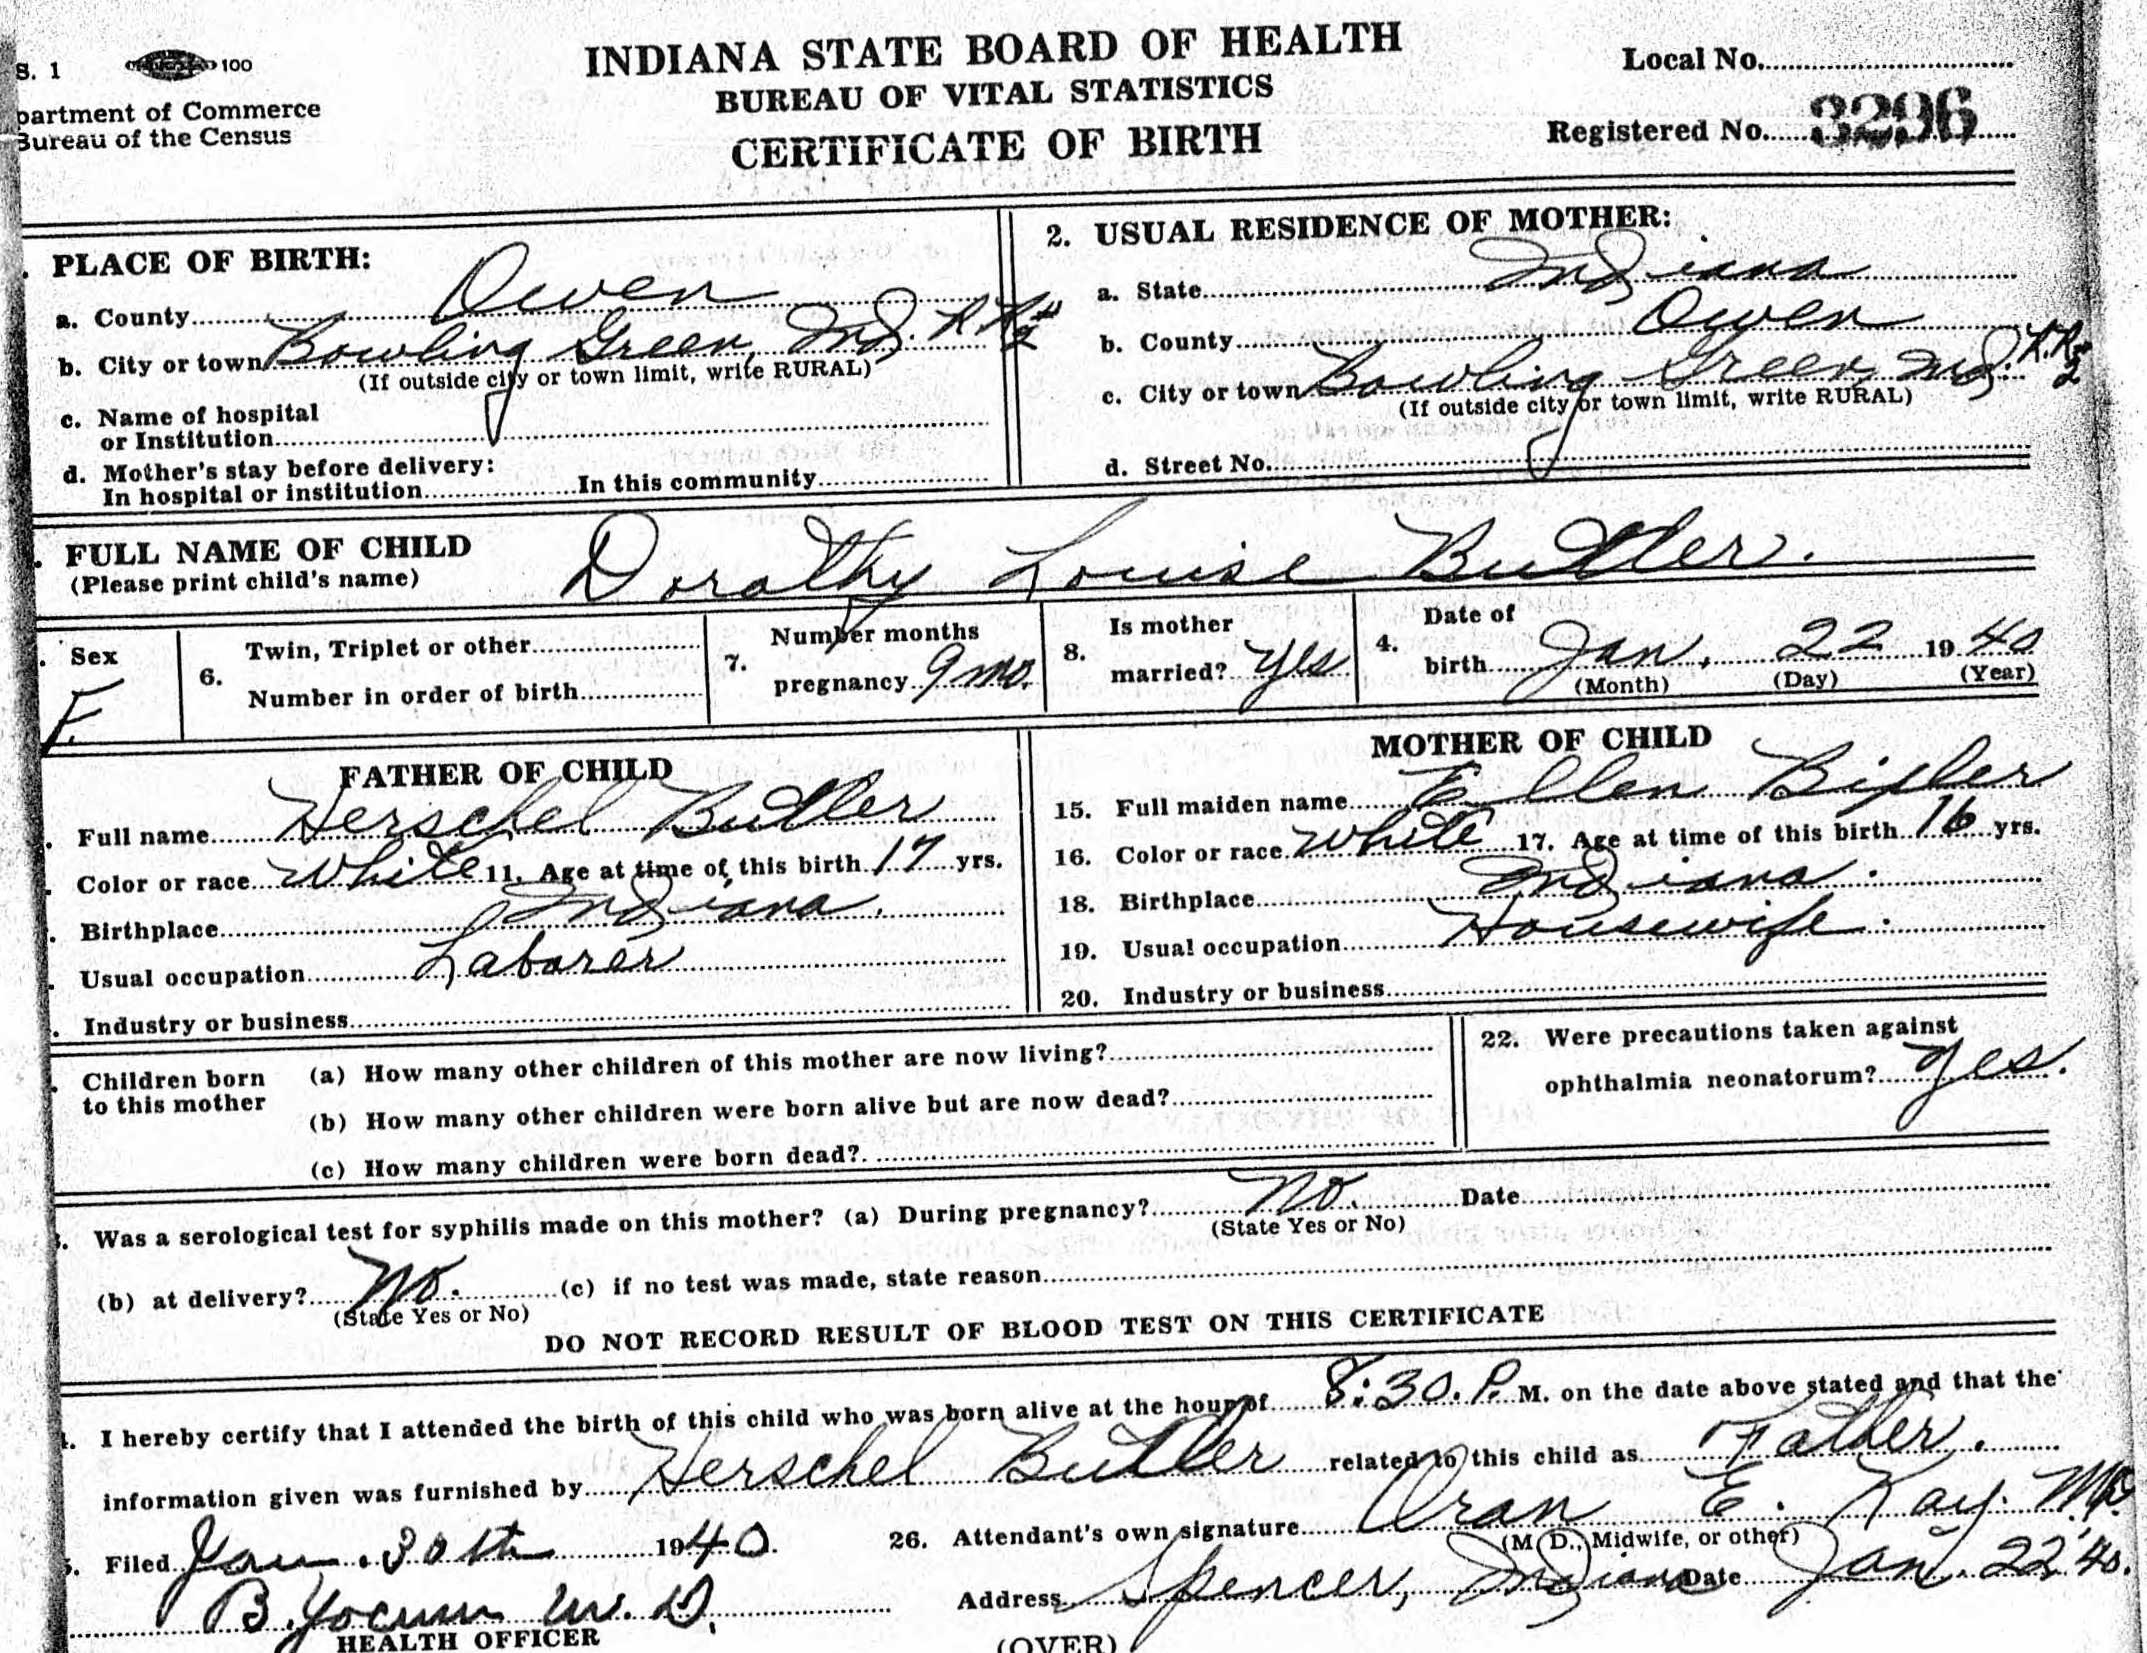 S. 1 100
INDIANA STATE BOARD OF HEALTH
BUREAU OF VITAL STATISTICS
CERTIFICATE OF BIRTH
partment of Commerce
Bureau of the Census
Local No.
Registered No. 3296
PLACE OF BIRTH:
a. County Owen
b. City or town Bowling Green, Ind. R R #2
(If outside city or town limit, write RURAL)
c. Name of hospital
or Institution
d. Mother's stay before delivery:
In hospital or institution In this community
2. USUAL RESIDENCE OF MOTHER:
a. State Indiana
b. County Owen
c. City or town Bowling Green, Ind. R.R. 2
(If outside city or town limit, write RURAL)
d. Street No.
FULL NAME OF CHILD Dorothy Louise Butler.
(Please print child's name)
Sex F.
6. Twin, Triplet or other
Number in order of birth
7. Number months
pregnancy 9 mo.
8. Is mother
married? yes
4. Date of
birth Jan. 22 1940
(Month) (Day) (Year)
FATHER OF CHILD
Full name Herschel Butler
Color or race White 11. Age at time of this birth 17 yrs.
Birthplace Indiana.
Usual occupation Laborer
Industry or business
MOTHER OF CHILD
15. Full maiden name Ellen Bixler
16. Color or race White 17. Age at time of this birth 16 yrs.
18. Birthplace Indiana.
19. Usual occupation Housewife.
20. Industry or business
Children born
to this mother
(a) How many other children of this mother are now living?
(b) How many other children were born alive but are now dead?
(c) How many children were born dead?
22. Were precautions taken against
ophthalmia neonatorum? yes.
Was a serological test for syphilis made on this mother? (a) During pregnancy? No. Date
(State Yes or No)
(b) at delivery? No. (c) if no test was made, state reason
(State Yes or No)
DO NOT RECORD RESULT OF BLOOD TEST ON THIS CERTIFICATE
I hereby certify that I attended the birth of this child who was born alive at the hour of 8:30. P. M. on the date above stated and that the
information given was furnished by Herschel Butler related to this child as Father.
Filed Jan. 30th 1940
26. Attendant's own signature Oran E. Kay. M.D.
(M. D., Midwife, or other)
B. Yocum M. D.
HEALTH OFFICER
Address Spencer, Indiana Date Jan. 22 '40.
(OVER)